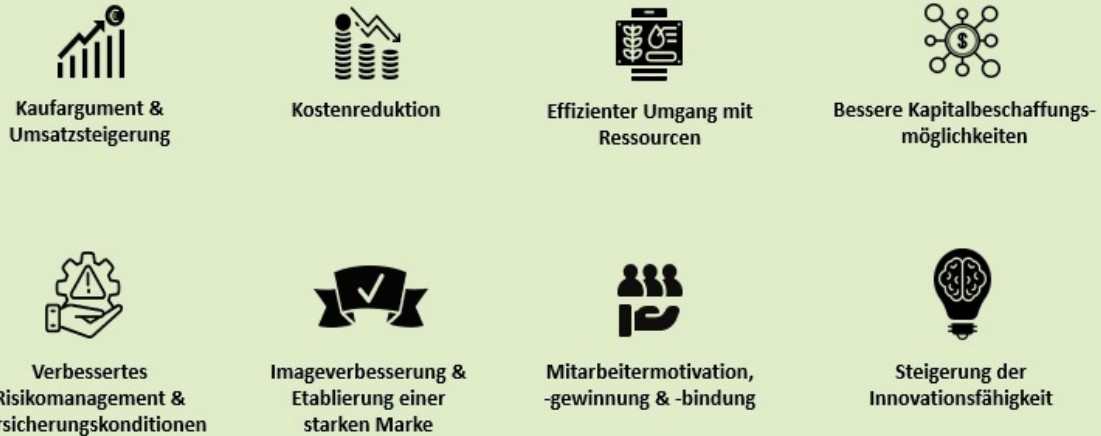 €
$
Kaufargument &
Umsatzsteigerung
Kostenreduktion
Effizienter Umgang mit
Ressourcen
Bessere Kapitalbeschaffungs-
möglichkeiten
Verbessertes
Risikomanagement &
rsicherungskonditionen
Imageverbesserung &
Etablierung einer
starken Marke
Mitarbeitermotivation,
-gewinnung & -bindung
Steigerung der
Innovationsfähigkeit